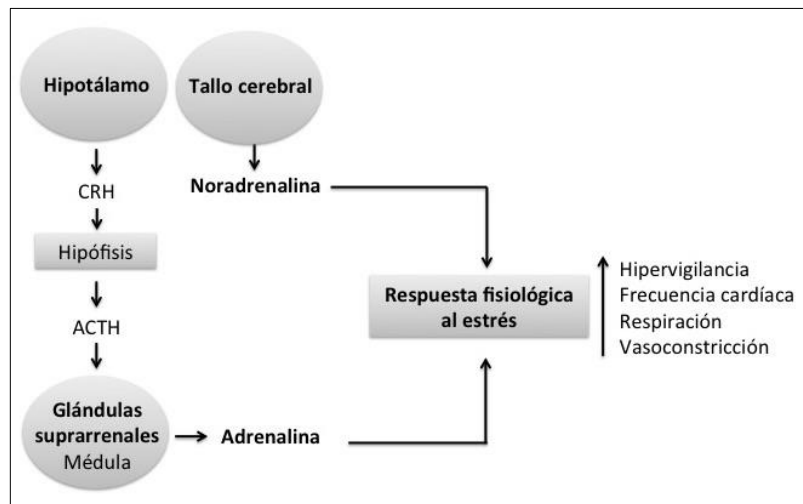 Hipotálamo
Tallo cerebral
CRH
Noradrenalina
Hipófisis
ACTH
Glándulas
suprarrenales
Médula
Adrenalina
Respuesta fisiológica
al estrés
Hipervigilancia
Frecuencia cardíaca
Respiración
Vasoconstricción